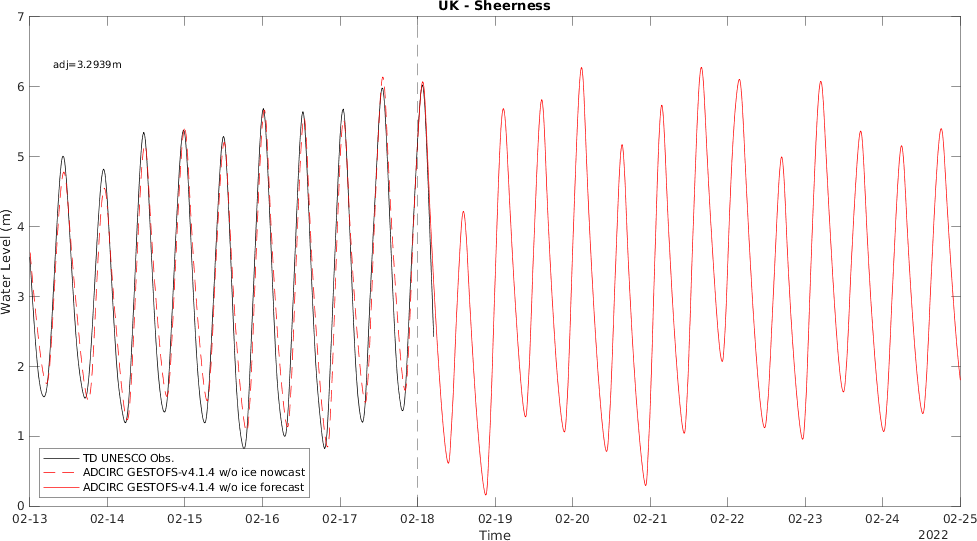 UK - Sheerness
7
adj=3.2939m
6
5
4
3
2
1
0
Water Level (m)
TD UNESCO Obs.
ADCIRC GESTOFS-v4.1.4 w/o ice nowcast
ADCIRC GESTOFS-v4.1.4 w/o ice forecast
02-13 02-14 02-15 02-16 02-17 02-18 02-19 02-20 02-21 02-22 02-23 02-24 02-25
Time
2022